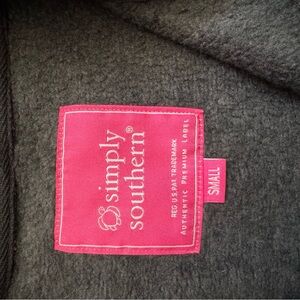 simply
southern®
REG U.S.PAT. TRADEMARK
AUTHENTIC PREMIUM LABEL
SMALL